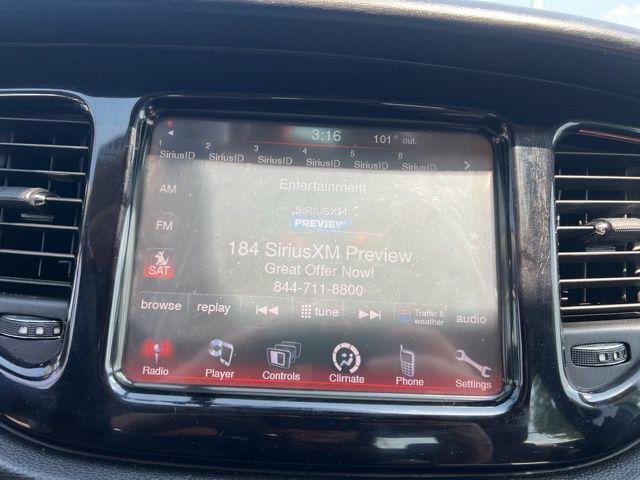 3:16 101° out.
1 2 3 4 5 6
SiriusID SiriusID SiriusID SiriusID SiriusID SiriusID
AM
Entertainment
FM
SIRIUSXM
PREVIEW
SAT
184 SiriusXM Preview
Great Offer Now!
844-711-8800
browse replay tune Traffic & weather audio
Radio Player Controls Climate Phone Settings